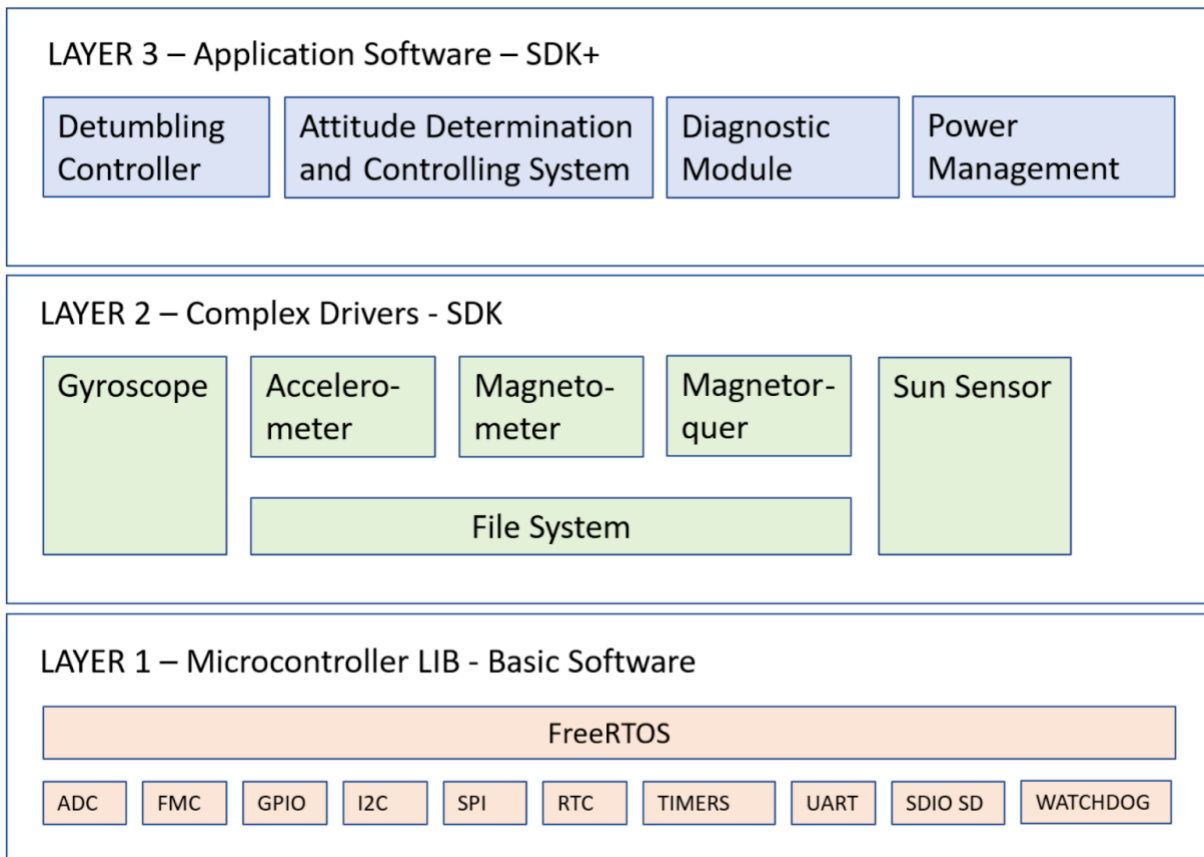 LAYER 3 – Application Software – SDK+
Detumbling
Controller
Attitude Determination
and Controlling System
Diagnostic
Module
Power
Management
LAYER 2 – Complex Drivers - SDK
Gyroscope
Accelero-
meter
Magneto-
meter
Magnetor-
quer
Sun Sensor
File System
LAYER 1 – Microcontroller LIB - Basic Software
FreeRTOS
ADC
FMC
GPIO
I2C
SPI
RTC
TIMERS
UART
SDIO SD
WATCHDOG